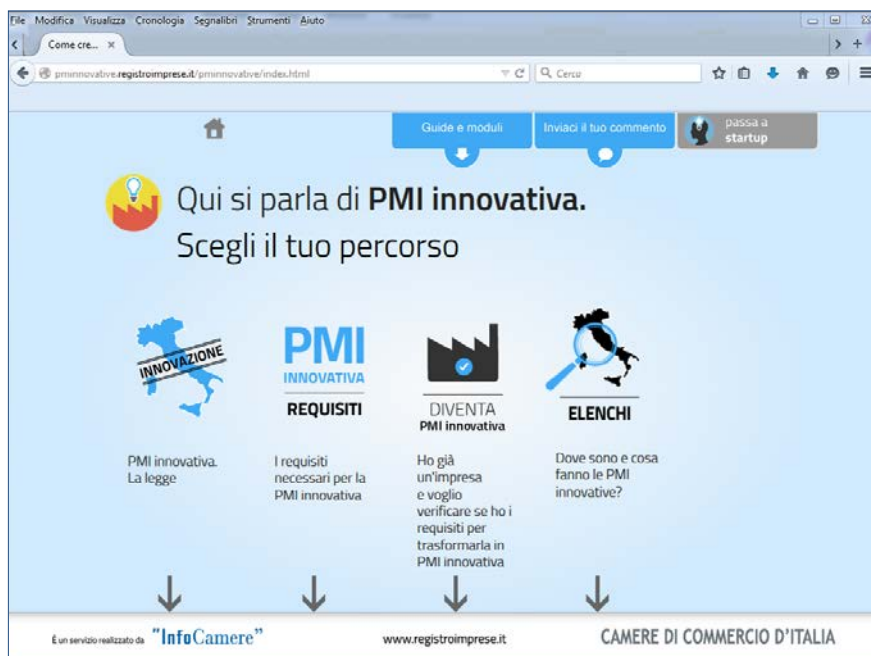 File Modifica Visualizza Cronologia Segnalibri Strumenti Aiuto
Come cre... ×
pminnovative.registroimprese.it/pminnovative/index.html
Cerca
Guide e moduli
Inviaci il tuo commento
passa a
startup
Qui si parla di PMI innovativa.
Scegli il tuo percorso
INNOVAZIONE
PMI innovativa.
La legge
PMI
INNOVATIVA
REQUISITI
I requisiti
necessari per la
PMI innovativa
DIVENTA
PMI innovativa
Ho già
un'impresa
e voglio
verificare se ho i
requisiti per
trasformarla in
PMI innovativa
ELENCHI
Dove sono e cosa
fanno le PMI
innovative?
È un servizio realizzato da "InfoCamere"
www.registroimprese.it
CAMERE DI COMMERCIO D'ITALIA